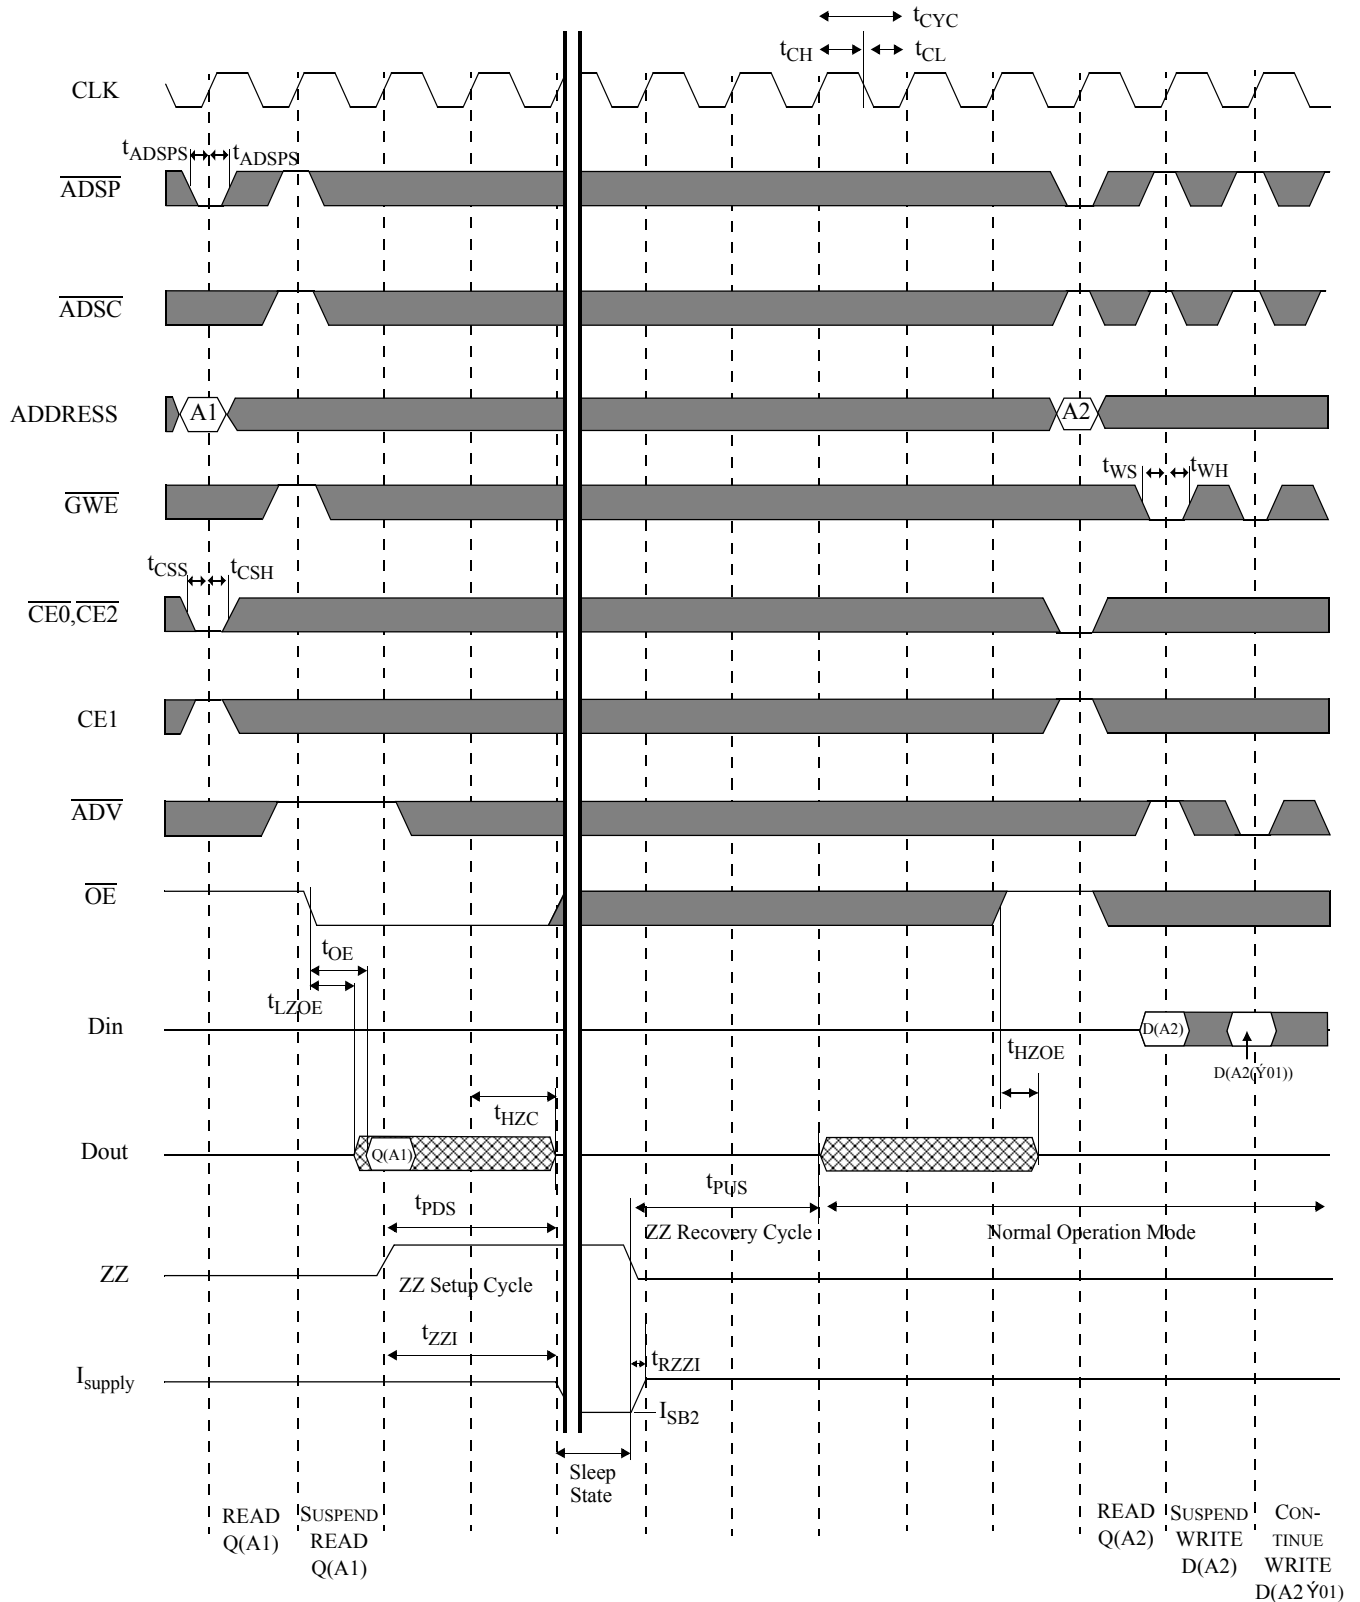 tCYC
tCH
tCL
CLK
tADSPS
tADSPS
ADSP
ADSC
ADDRESS
A1
A2
tWS
tWH
GWE
tCSS
tCSH
CE0,CE2
CE1
ADV
OE
tOE
tLZOE
Din
D(A2)
tHZOE
D(A2(Ý01))
tHZC
Dout
Q(A1)
tPUS
tPDS
ZZ Recovery Cycle
Normal Operation Mode
ZZ
ZZ Setup Cycle
tZZI
tRZZI
Isupply
ISB2
Sleep
State
READ
Q(A1)
SUSPEND
READ
Q(A1)
READ
Q(A2)
SUSPEND
WRITE
D(A2)
CON-
TINUE
WRITE
D(A2Ý01)